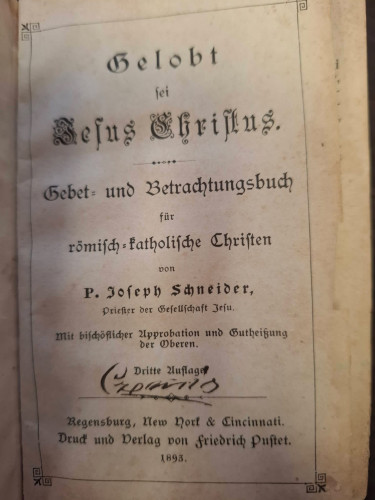 Gelobt
sei
Jesus Christus.
Gebet- und Betrachtungsbuch
für
römisch-katholische Christen
von
P. Joseph Schneider,
Priester der Gesellschaft Jesu.
Mit bischöflicher Approbation und Gutheißung
der Oberen.
Dritte Auflage
Regensburg, New York & Cincinnati.
Druck und Verlag von Friedrich Pustet.
1893.